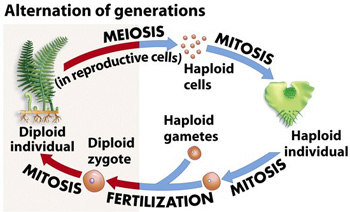 Alternation of generations
MEIOSIS
(in reproductive cells)
MITOSIS
Haploid
cells
Diploid
individual
Diploid
zygote
Haploid
gametes
Haploid
individual
MITOSIS
FERTILIZATION
MITOSIS